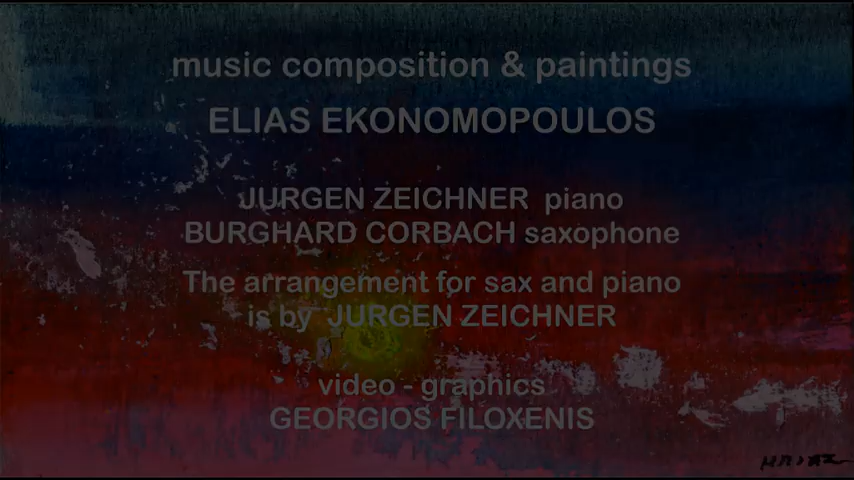 music composition & paintings
ELIAS EKONOMOPOULOS
JURGEN ZEICHNER piano
BURGHARD CORBACH saxophone
The arrangement for sax and piano
is by JURGEN ZEICHNER
video - graphics
GEORGIOS FILOXENIS